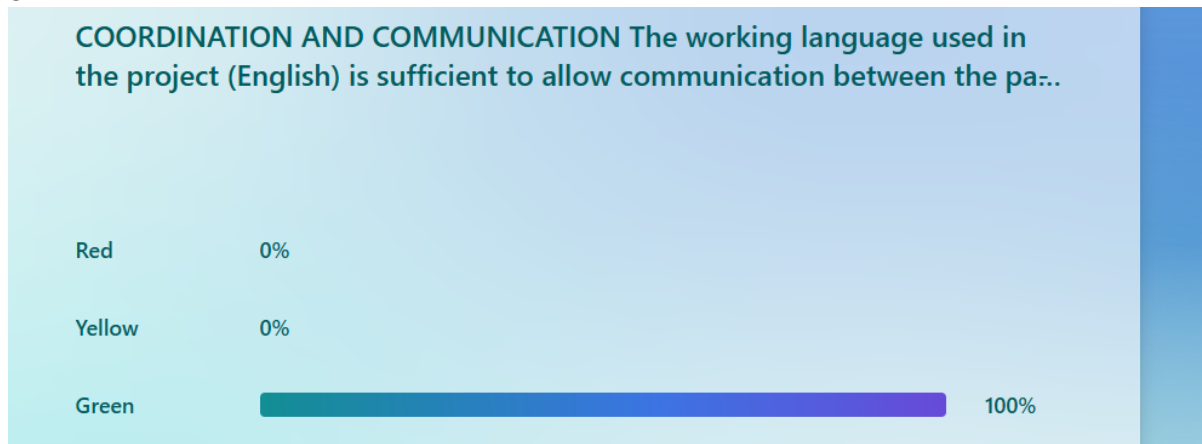 COORDINATION AND COMMUNICATION The working language used in
the project (English) is sufficient to allow communication between the pa...
Red 0%
Yellow 0%
Green 100%